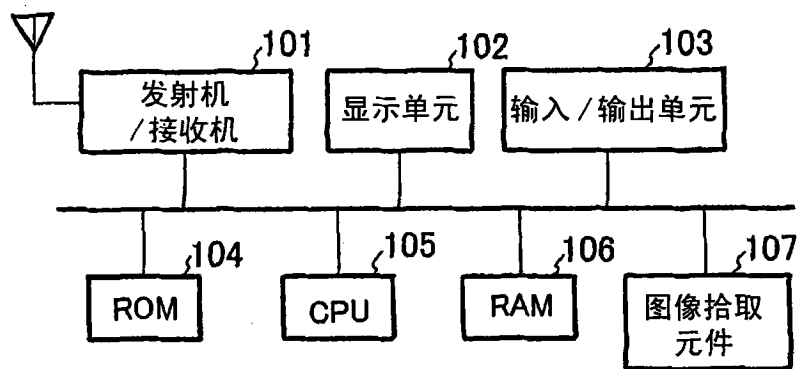 101
发射机
/接收机
102
显示单元
103
输入/输出单元
104
ROM
105
CPU
106
RAM
107
图像拾取
元件